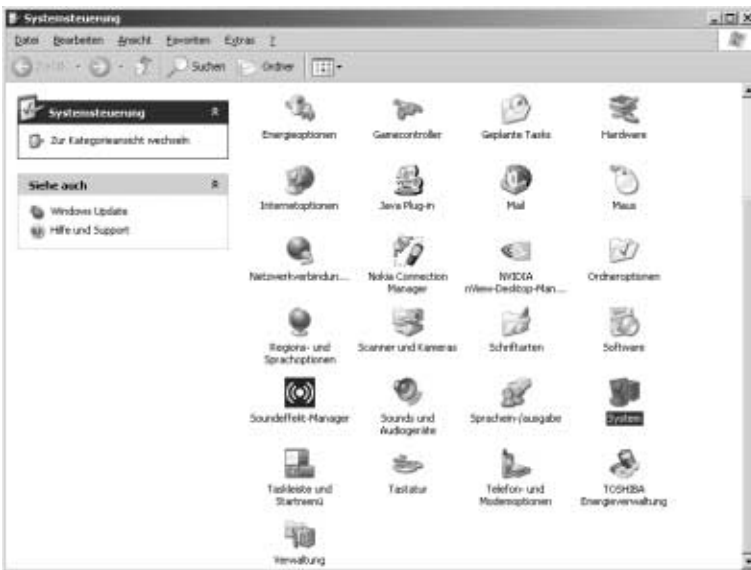 Systemsteuerung
Datei Bearbeiten Ansicht Favoriten Extras ?
Suchen Ordner
Systemsteuerung
Zur Kategorieansicht wechseln
Siehe auch
Windows Update
Hilfe und Support
Energieoptionen Gamecontroller Geplante Tasks Hardware
Internetoptionen Java Plug-in Mail Maus
Netzwerkverbindun... Nokia Connection NVIDIA Ordneroptionen
Manager nView-Desktop-Man...
Regions- und Scanner und Kameras Schriftarten Software
Sprachoptionen
Soundeffekt-Manager Sounds und Sprachein-/ausgabe System
Audiogeräte
Taskleiste und Tastatur Telefon- und TOSHIBA
Startmenü Modemoptionen Energieverwaltung
Verwaltung